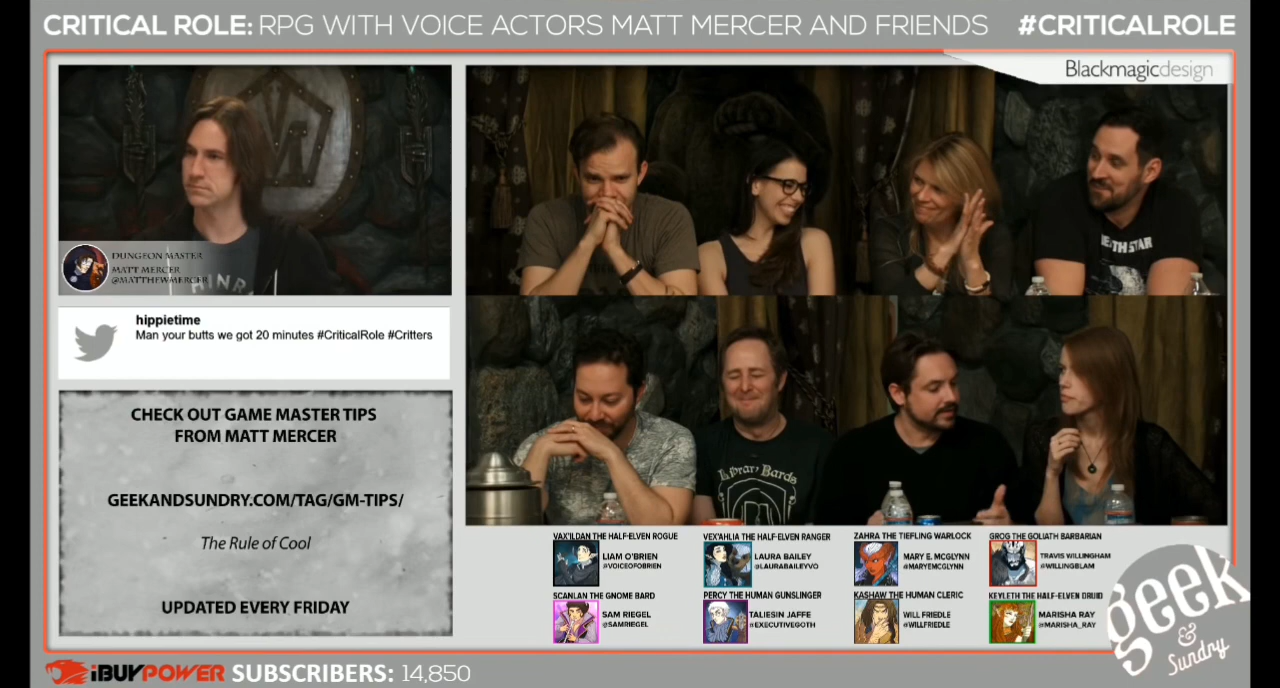 CRITICAL ROLE: RPG WITH VOICE ACTORS MATT MERCER AND FRIENDS #CRITICALROLE
Blackmagicdesign
DUNGEON MASTER
MATT MERCER
@MATTHEWMERCER
hippietime
Man your butts we got 20 minutes #CriticalRole #Critters
CHECK OUT GAME MASTER TIPS
FROM MATT MERCER
GEEKANDSUNDRY.COM/TAG/GM-TIPS/
The Rule of Cool
UPDATED EVERY FRIDAY
DEATH STAR
Library Bards
VAX'ILDAN THE HALF-ELVEN ROGUE
LIAM O'BRIEN
@VOICEOFOBRIEN
VEX'AHLIA THE HALF-ELVEN RANGER
LAURA BAILEY
@LAURABAILEYVO
ZAHRA THE TIEFLING WARLOCK
MARY E. MCGLYNN
@MARYEMCGLYNN
GROG THE GOLIATH BARBARIAN
TRAVIS WILLINGHAM
@WILLINGBLAM
SCANLAN THE GNOME BARD
SAM RIEGEL
@SAMRIEGEL
PERCY THE HUMAN GUNSLINGER
TALIESIN JAFFE
@EXECUTIVEGOTH
KASHAW THE HUMAN CLERIC
WILL FRIEDLE
@WILLFRIEDLE
KEYLETH THE HALF-ELVEN DRUID
MARISHA RAY
@MARISHA_RAY
geek
&
Sundry
iBUYPOWER SUBSCRIBERS: 14,850